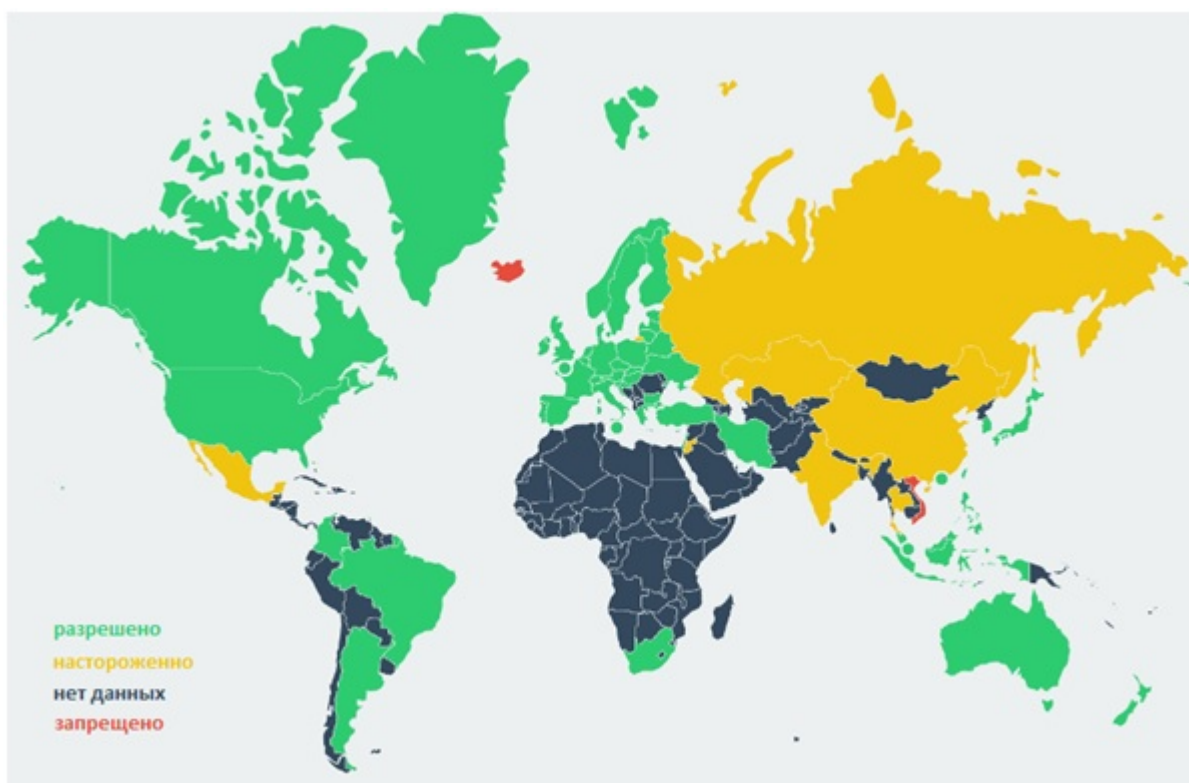 разрешено
настороженно
нет данных
запрещено